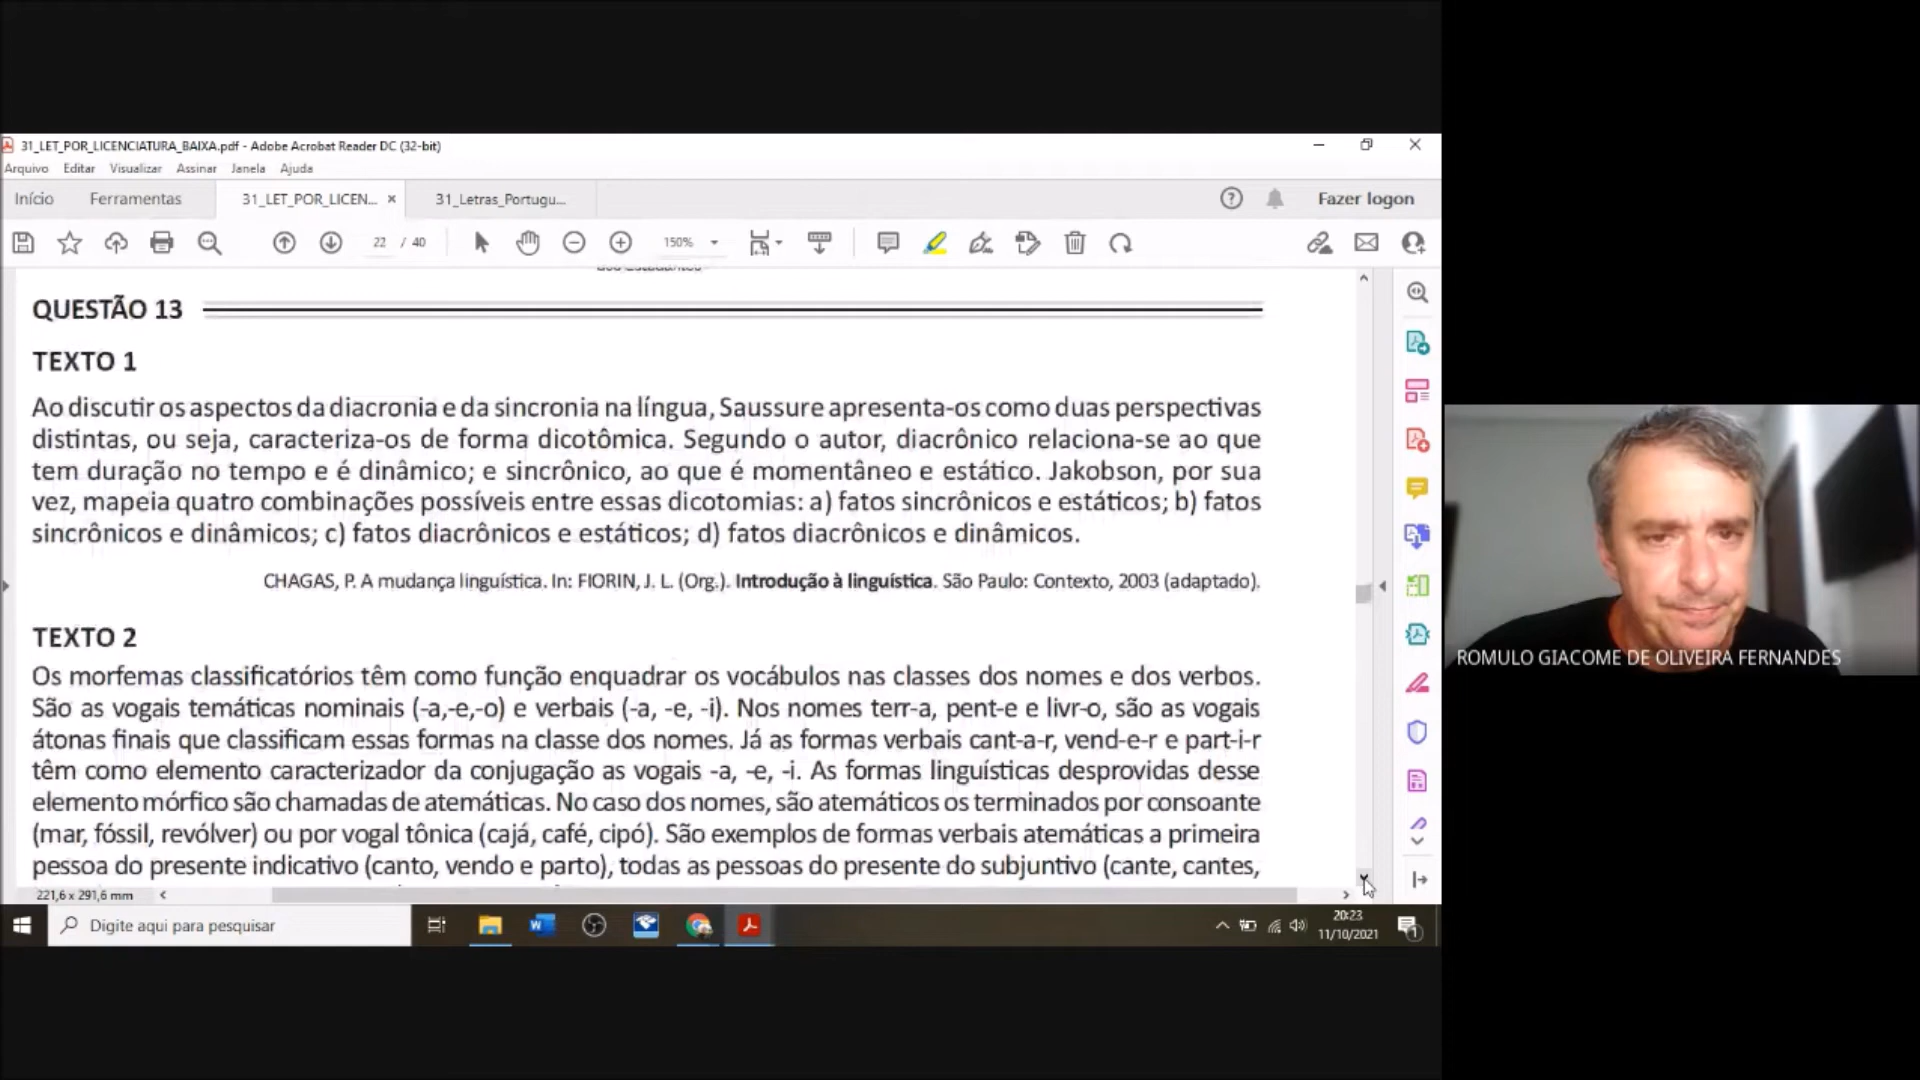 31_LET_POR_LICENCIATURA_BAIXA.pdf - Adobe Acrobat Reader DC (32-bit)
Arquivo Editar Visualizar Assinar Janela Ajuda
Início Ferramentas 31_LET_POR_LICEN... 31_Letras_Portugu... Fazer logon
22 / 40 150%
QUESTÃO 13
TEXTO 1
Ao discutir os aspectos da diacronia e da sincronia na língua, Saussure apresenta-os como duas perspectivas
distintas, ou seja, caracteriza-os de forma dicotômica. Segundo o autor, diacrônico relaciona-se ao que
tem duração no tempo e é dinâmico; e sincrônico, ao que é momentâneo e estático. Jakobson, por sua
vez, mapeia quatro combinações possíveis entre essas dicotomias: a) fatos sincrônicos e estáticos; b) fatos
sincrônicos e dinâmicos; c) fatos diacrônicos e estáticos; d) fatos diacrônicos e dinâmicos.
CHAGAS, P. A mudança linguística. In: FIORIN, J. L. (Org.). Introdução à linguística. São Paulo: Contexto, 2003 (adaptado).
TEXTO 2
Os morfemas classificatórios têm como função enquadrar os vocábulos nas classes dos nomes e dos verbos.
São as vogais temáticas nominais (-a,-e,-o) e verbais (-a, -e, -i). Nos nomes terr-a, pent-e e livr-o, são as vogais
átonas finais que classificam essas formas na classe dos nomes. Já as formas verbais cant-a-r, vend-e-r e part-i-r
têm como elemento caracterizador da conjugação as vogais -a, -e, -i. As formas linguísticas desprovidas desse
elemento mórfico são chamadas de atemáticas. No caso dos nomes, são atemáticos os terminados por consoante
(mar, fóssil, revólver) ou por vogal tônica (cajá, café, cipó). São exemplos de formas verbais atemáticas a primeira
pessoa do presente indicativo (canto, vendo e parto), todas as pessoas do presente do subjuntivo (cante, cantes,
221,6 x 291,6 mm
Digite aqui para pesquisar
20:23
11/10/2021
1
ROMULO GIACOME DE OLIVEIRA FERNANDES